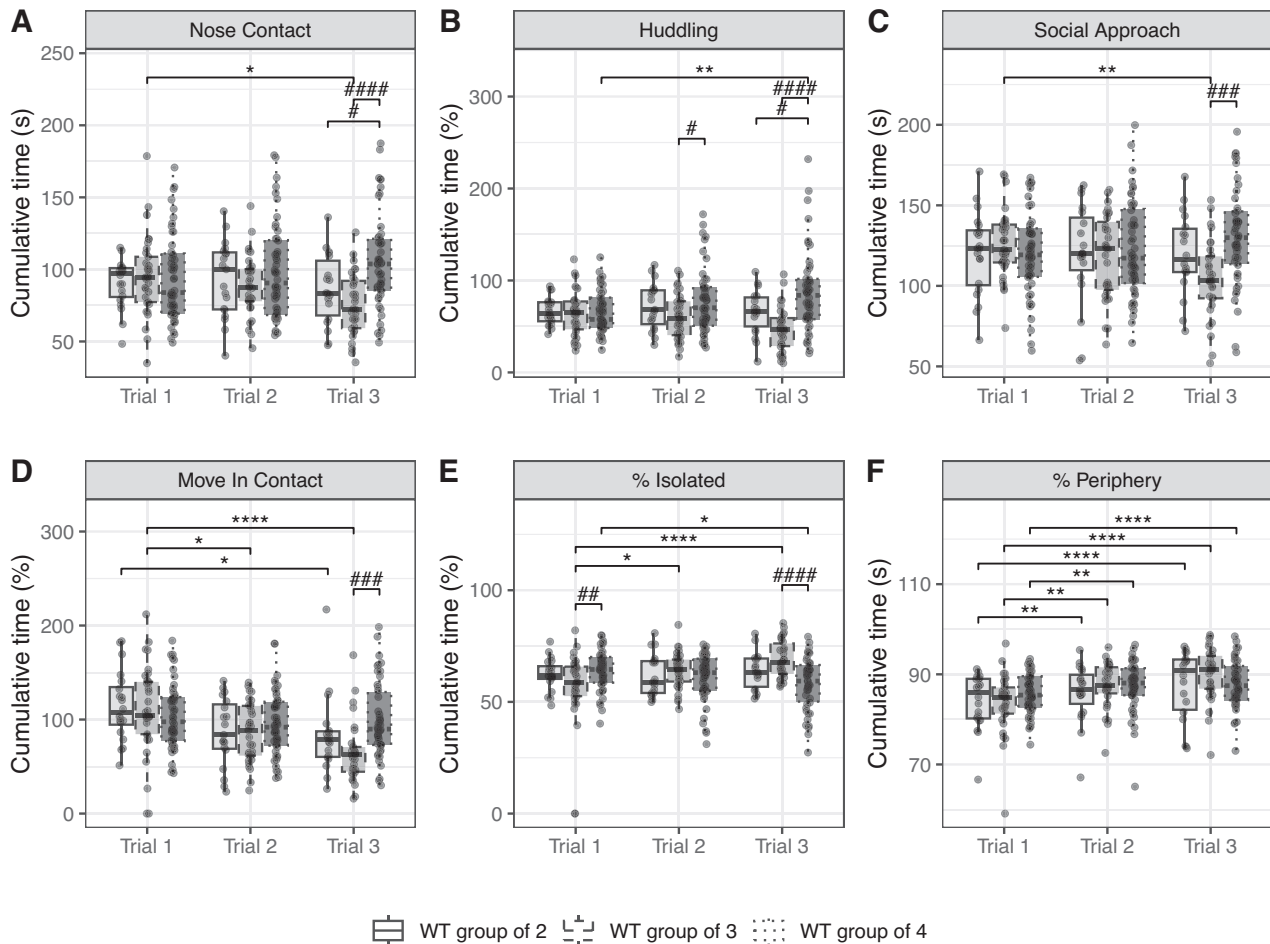 A
Nose Contact
Cumulative time (s)
250
200
150
100
50
*
####
#
Trial 1 Trial 2 Trial 3
B
Huddling
Cumulative time (%)
300
200
100
0
**
####
#
#
Trial 1 Trial 2 Trial 3
C
Social Approach
Cumulative time (s)
200
150
100
50
**
###
Trial 1 Trial 2 Trial 3
D
Move In Contact
Cumulative time (%)
300
200
100
0
****
*
*
###
Trial 1 Trial 2 Trial 3
E
% Isolated
Cumulative time (%)
100
50
0
*
****
*
##
####
Trial 1 Trial 2 Trial 3
F
% Periphery
Cumulative time (s)
110
90
70
****
****
****
**
**
**
Trial 1 Trial 2 Trial 3
WT group of 2 WT group of 3 WT group of 4